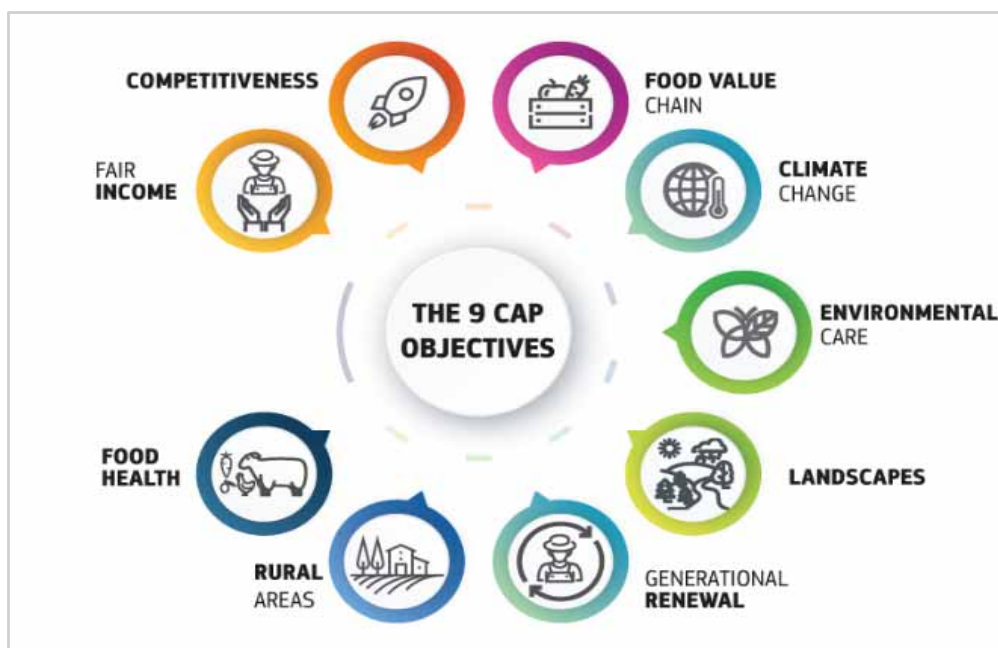 COMPETITIVENESS
FOOD VALUE
CHAIN
FAIR
INCOME
CLIMATE
CHANGE
THE 9 CAP
OBJECTIVES
ENVIRONMENTAL
CARE
FOOD
HEALTH
LANDSCAPES
RURAL
AREAS
GENERATIONAL
RENEWAL